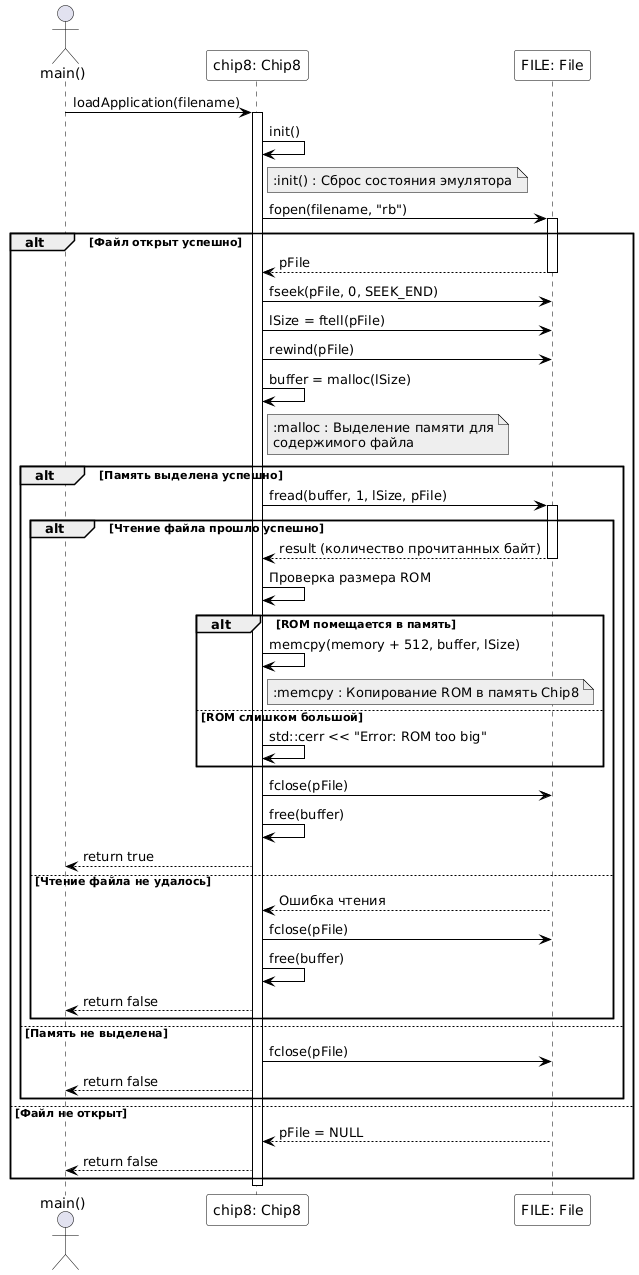 main()
chip8: Chip8
FILE: File
loadApplication(filename)
init()
:init() : Сброс состояния эмулятора
fopen(filename, "rb")
alt
[Файл открыт успешно]
pFile
fseek(pFile, 0, SEEK_END)
lSize = ftell(pFile)
rewind(pFile)
buffer = malloc(lSize)
:malloc : Выделение памяти для
содержимого файла
alt
[Память выделена успешно]
fread(buffer, 1, lSize, pFile)
alt
[Чтение файла прошло успешно]
result (количество прочитанных байт)
Проверка размера ROM
alt
[ROM помещается в память]
memcpy(memory + 512, buffer, lSize)
:memcpy : Копирование ROM в память Chip8
[ROM слишком большой]
std::cerr << "Error: ROM too big"
fclose(pFile)
free(buffer)
return true
[Чтение файла не удалось]
Ошибка чтения
fclose(pFile)
free(buffer)
return false
[Память не выделена]
fclose(pFile)
return false
[Файл не открыт]
pFile = NULL
return false
main()
chip8: Chip8
FILE: File